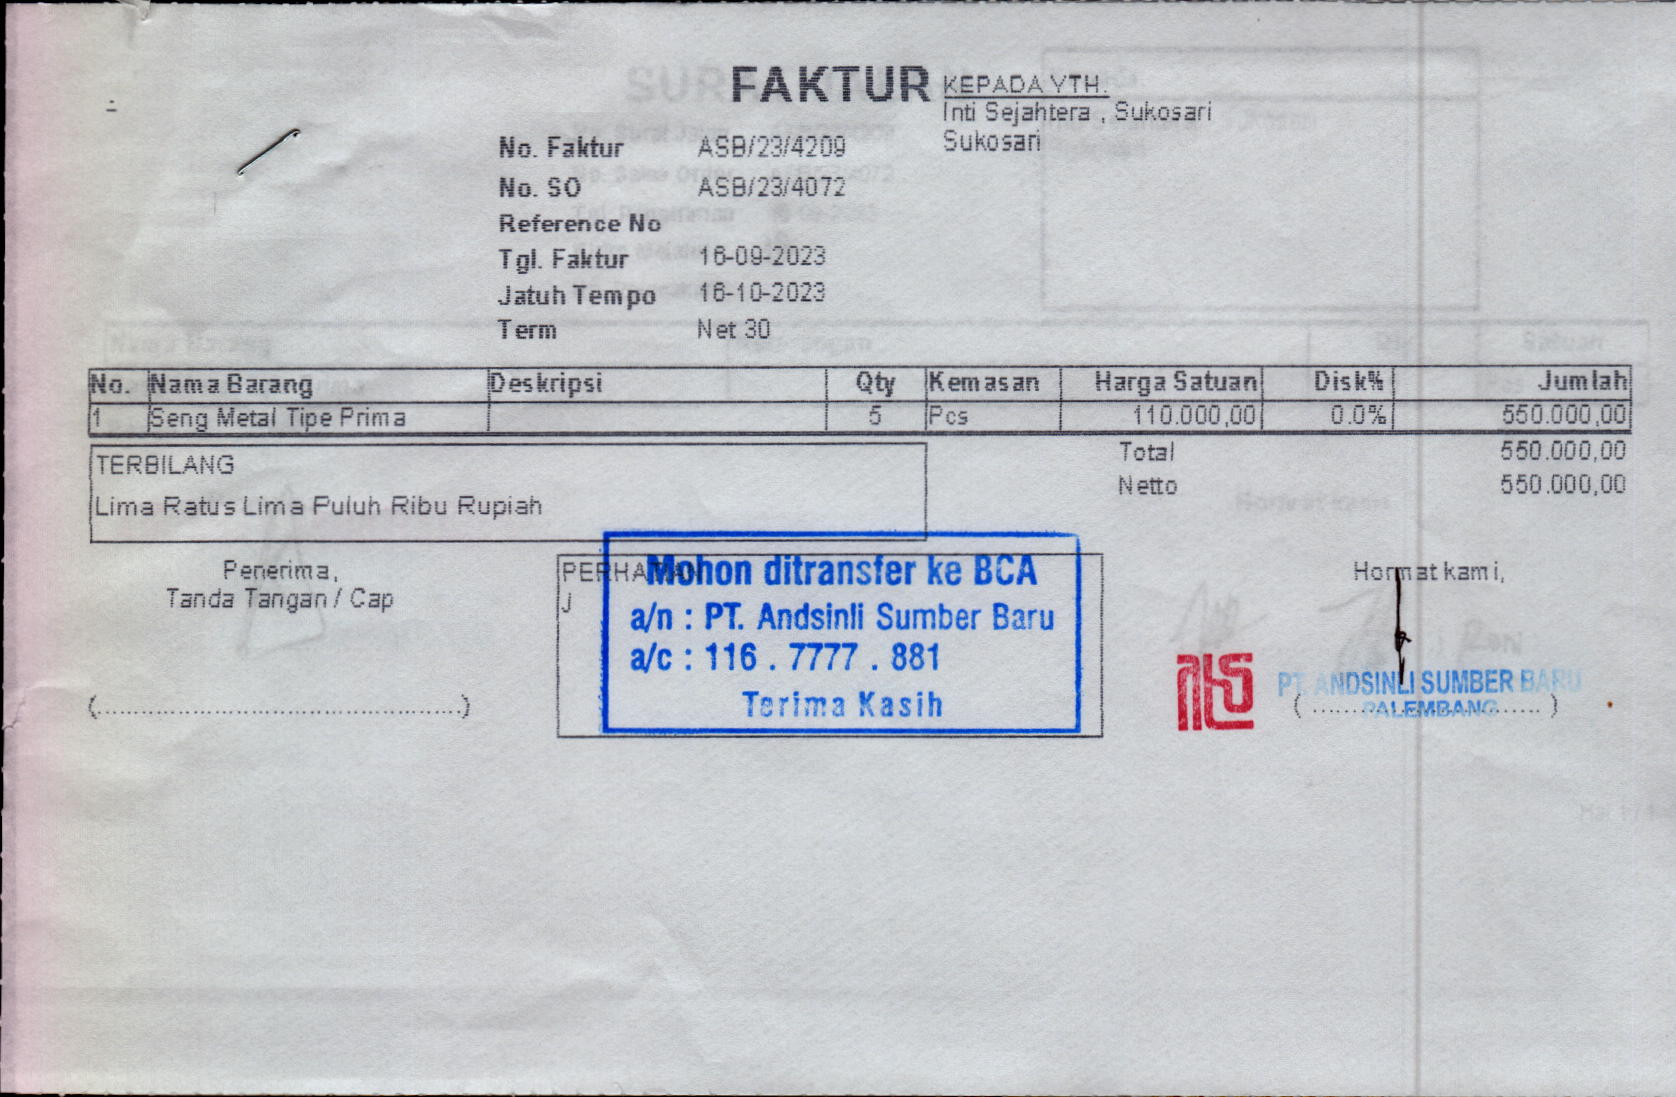 FAKTUR
KEPADA YTH.
Inti Sejahtera , Sukosari
Sukosari
No. Faktur ASB/23/4209
No. SO ASB/23/4072
Reference No
Tgl. Faktur 16-09-2023
Jatuh Tempo 16-10-2023
Term Net 30
No. Nama Barang Deskripsi Qty Kemasan Harga Satuan Disk% Jumlah
1 Seng Metal Tipe Prima 5 Pcs 110.000,00 0.0% 550.000,00
Total 550.000,00
Netto 550.000,00
TERBILANG
Lima Ratus Lima Puluh Ribu Rupiah
Penerima,
Tanda Tangan / Cap
(..........................................)
PERHATIAN
J
Mohon ditransfer ke BCA
a/n : PT. Andsinli Sumber Baru
a/c : 116 . 7777 . 881
Terima Kasih
Hormat kami,
PT. ANDSINLI SUMBER BARU
PALEMBANG